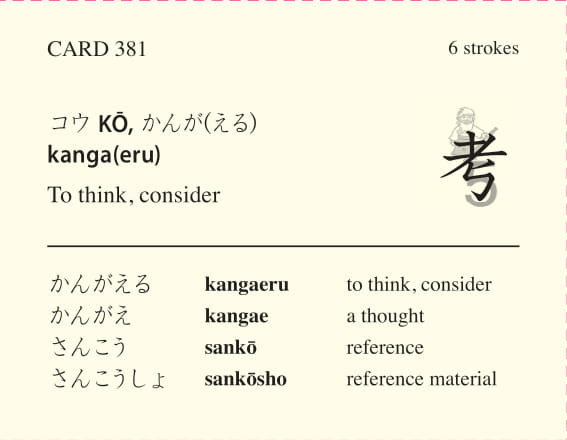 CARD 381 6 strokes
コウ KŌ, かんが(える)
kanga(eru)
考
To think, consider
かんがえる kangaeru to think, consider
かんがえ kangae a thought
さんこう sankō reference
さんこうしょ sankōsho reference material